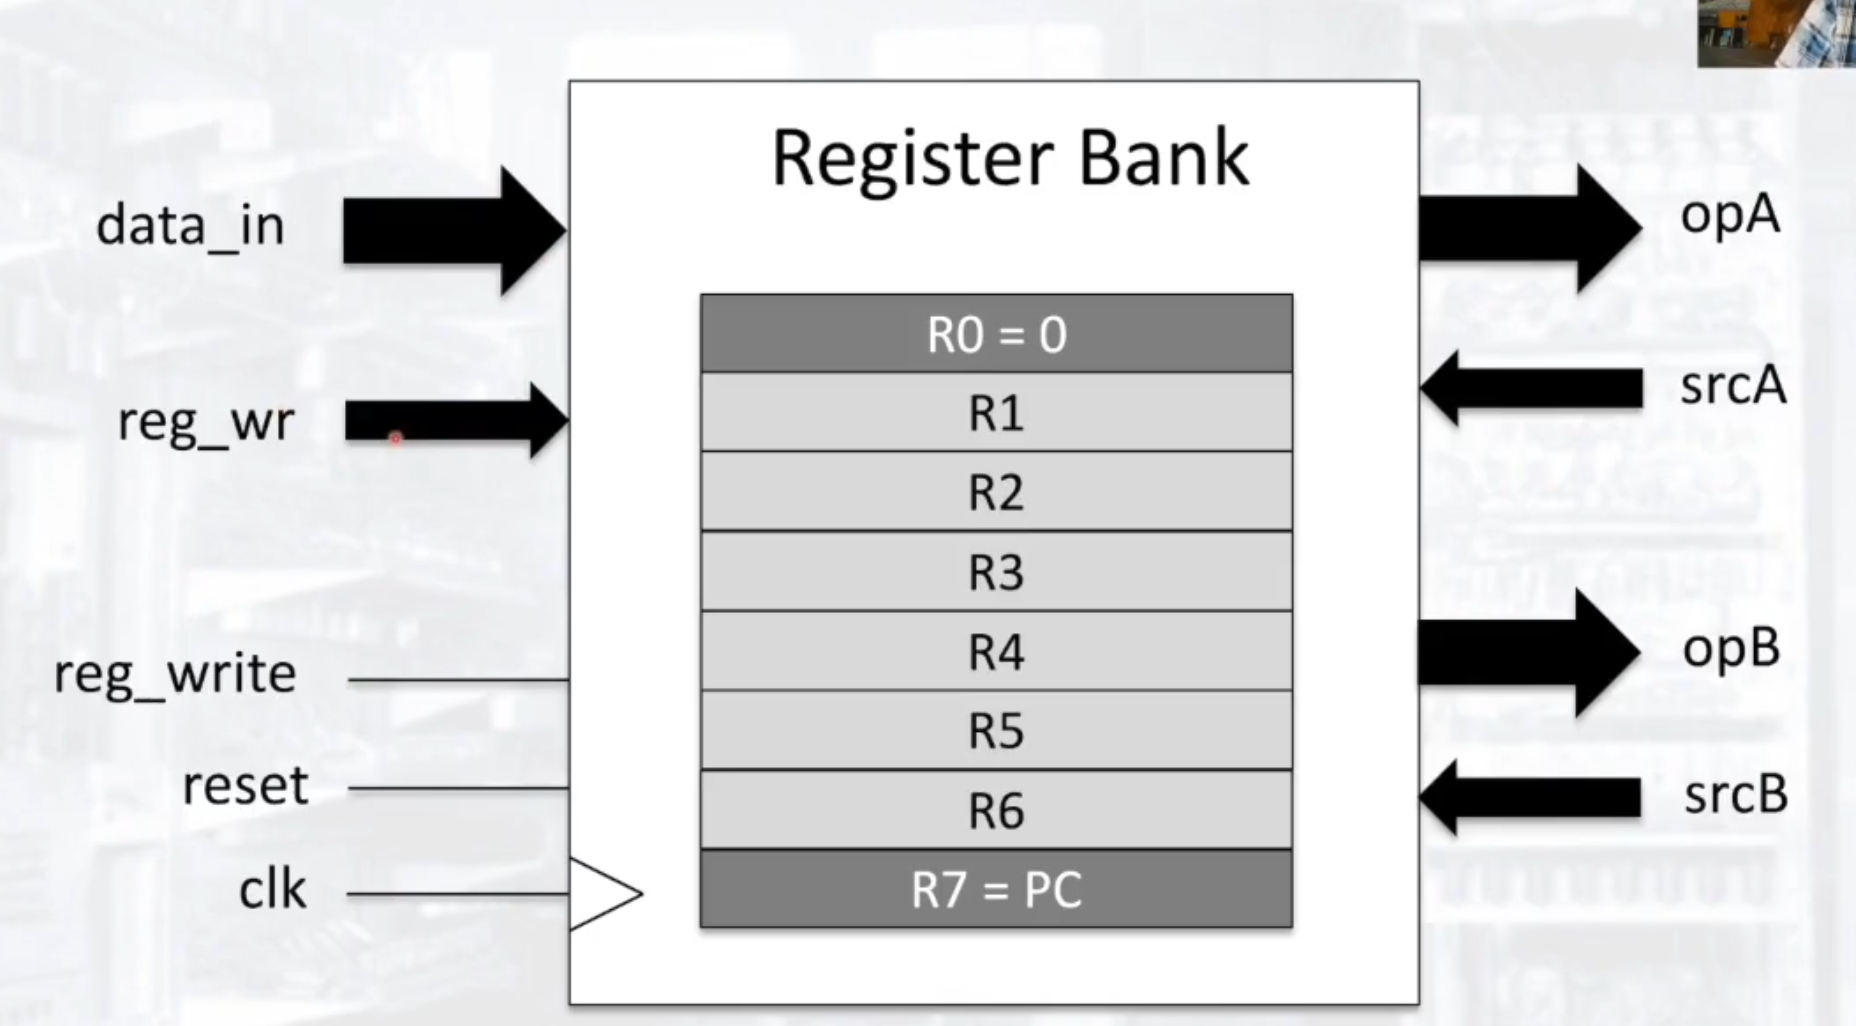 Register Bank
data_in
reg_wr
reg_write
reset
clk
R0 = 0
R1
R2
R3
R4
R5
R6
R7 = PC
opA
srcA
opB
srcB